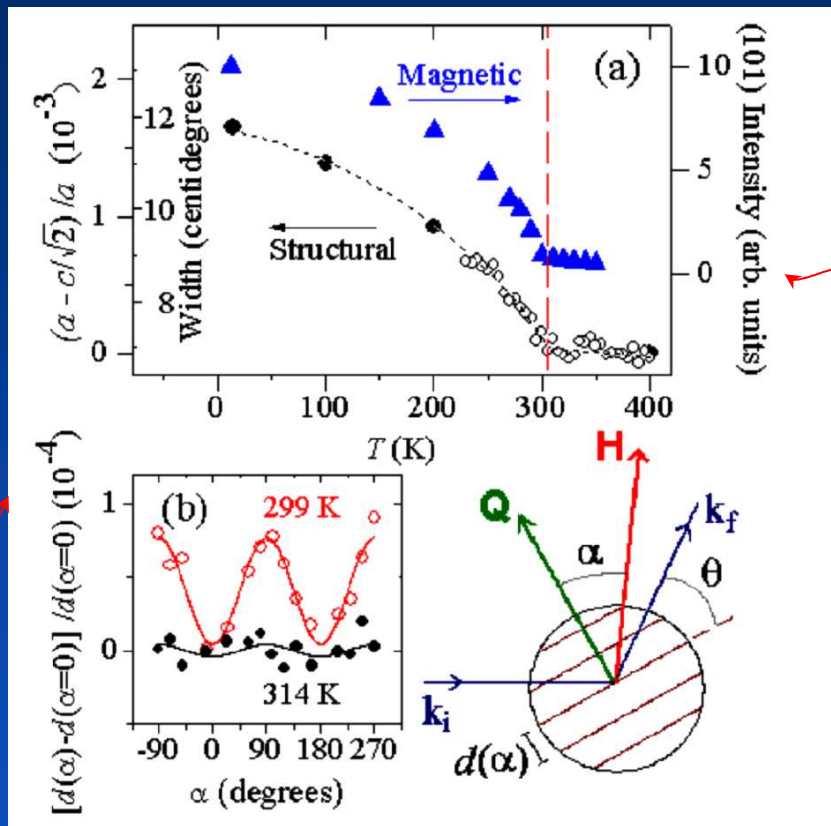 (a)
Magnetic
Structural
(a - c/√2) /a (10⁻³)
Width (centi degrees)
(101) Intensity (arb. units)
2
1
0
12
10
8
10
5
0
0 100 200 300 400
T (K)
(b)
299 K
314 K
[d(α)-d(α=0)] /d(α=0) (10⁻⁴)
1
0
-90 0 90 180 270
α (degrees)
H
Q
k_f
α
θ
k_i
d(α)